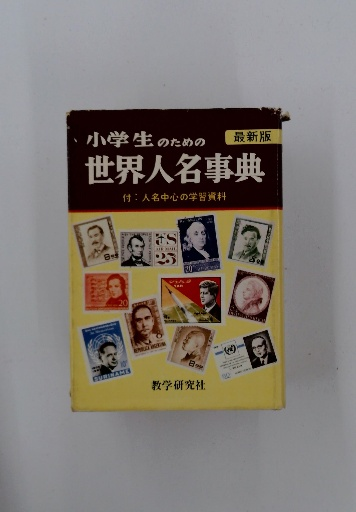 小学生のための
最新版
世界人名事典
付：人名中心の学習資料
教学研究社